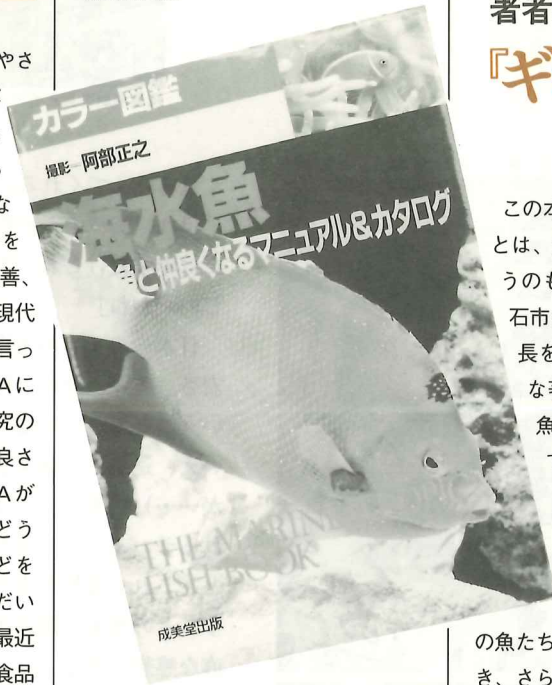 やさ
な
を
善、
現代
言っ
Aに
究の
良さ
Aが
どう
どを
だい
最近
食品
カラー図鑑
撮影 阿部正之
海水魚
魚と仲良くなるマニュアル&カタログ
THE MARINE
FISH BOOK
成美堂出版
著者
『ギ
この本
とは、
うのも
石市
長を
な
魚
の魚たち
き、さら